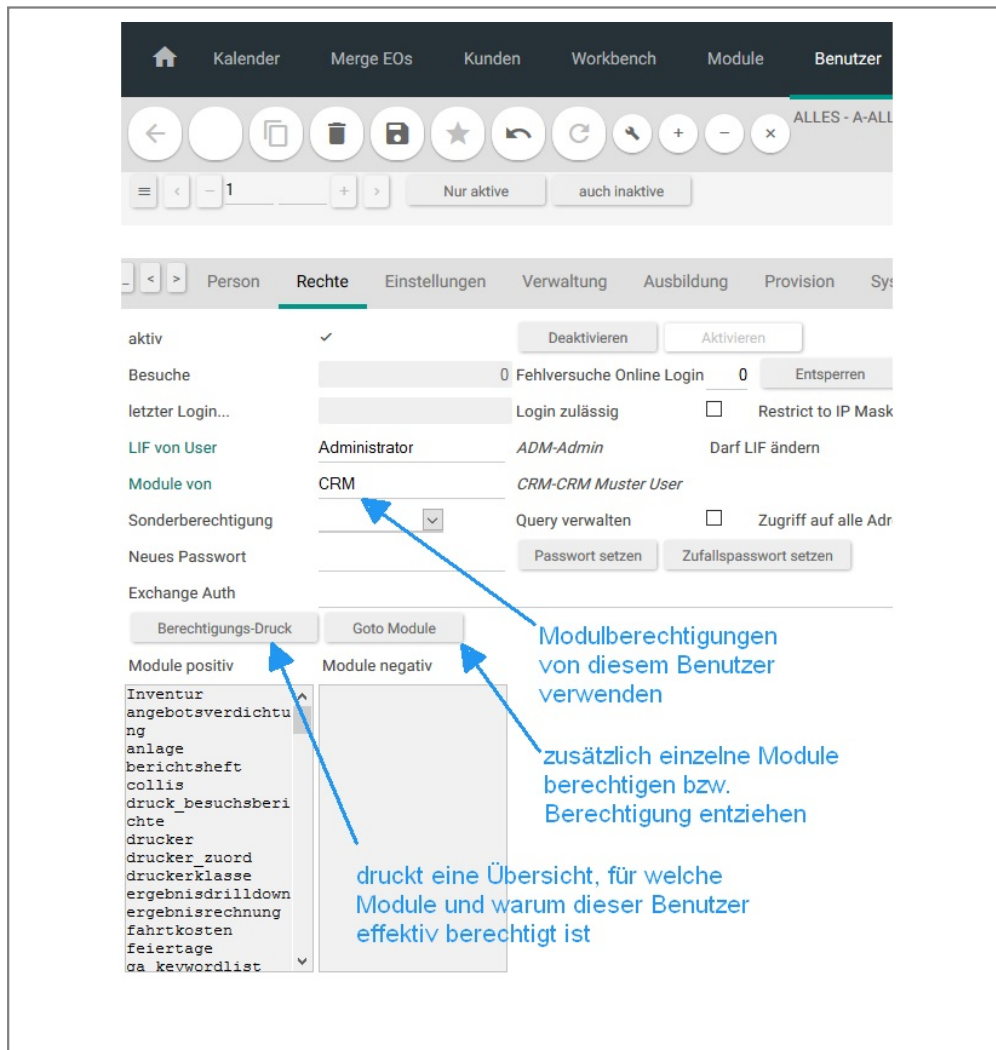 Kalender Merge EOs Kunden Workbench Module Benutzer
ALLES - A-ALL
1 Nur aktive auch inaktive
Person Rechte Einstellungen Verwaltung Ausbildung Provision Sys
aktiv Deaktivieren Aktivieren
Besuche 0 Fehlversuche Online Login 0 Entsperren
letzter Login... Login zulässig Restrict to IP Mask
LIF von User Administrator ADM-Admin Darf LIF ändern
Module von CRM CRM-CRM Muster User
Sonderberechtigung Query verwalten Zugriff auf alle Adr
Neues Passwort Passwort setzen Zufallspasswort setzen
Exchange Auth
Berechtigungs-Druck Goto Module
Modulberechtigungen
von diesem Benutzer
verwenden
Module positiv Module negativ
Inventur
angebotsverdichtu
ng
anlage
berichtsheft
collis
druck_besuchsberi
chte
drucker
drucker_zuord
druckerklasse
ergebnisdrilldown
ergebnisrechnung
fahrtkosten
feiertage
ga_keywordlist
zusätzlich einzelne Module
berechtigen bzw.
Berechtigung entziehen
druckt eine Übersicht, für welche
Module und warum dieser Benutzer
effektiv berechtigt ist